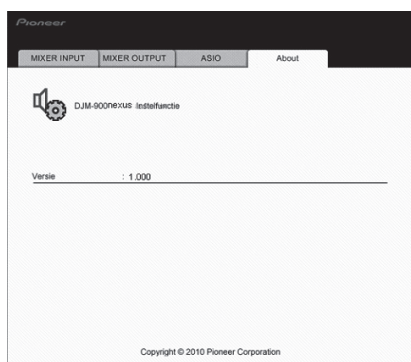 Pioneer
MIXER INPUT MIXER OUTPUT ASIO About
DJM-900nexus Instelfunctie
Versie : 1.000
Copyright © 2010 Pioneer Corporation